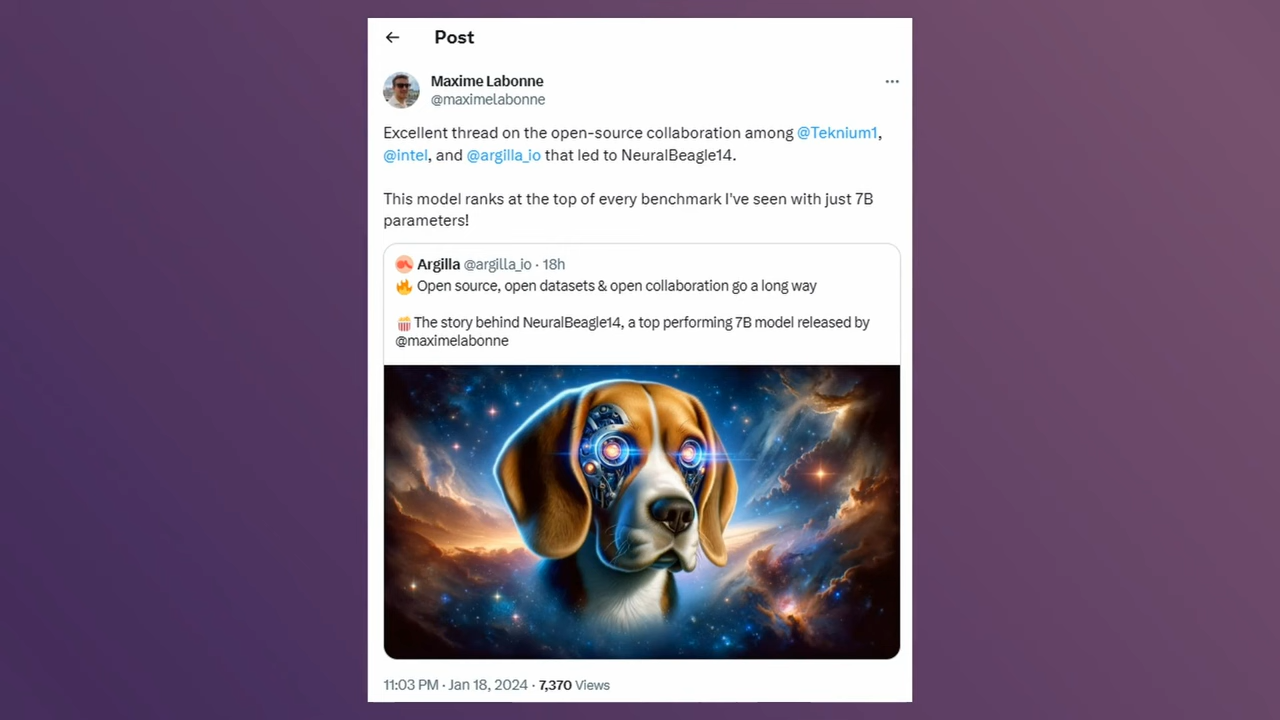 ← Post
Maxime Labonne
@maximelabonne
Excellent thread on the open-source collaboration among @Teknium1,
@intel, and @argilla_io that led to NeuralBeagle14.
This model ranks at the top of every benchmark I've seen with just 7B
parameters!
Argilla @argilla_io · 18h
🔥 Open source, open datasets & open collaboration go a long way
🍿The story behind NeuralBeagle14, a top performing 7B model released by
@maximelabonne
11:03 PM · Jan 18, 2024 · 7,370 Views